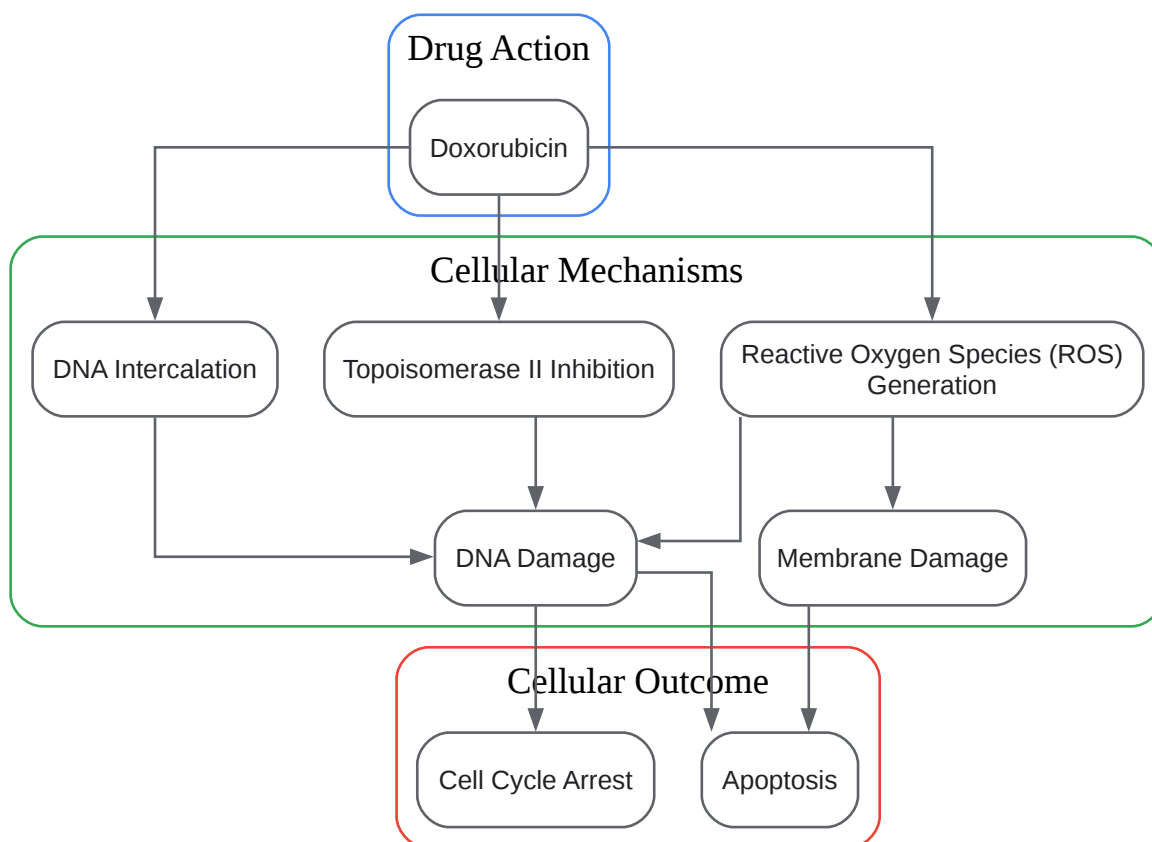 Drug Action
Doxorubicin
Cellular Mechanisms
DNA Intercalation
Topoisomerase II Inhibition
Reactive Oxygen Species (ROS)
Generation
DNA Damage
Membrane Damage
Cellular Outcome
Cell Cycle Arrest
Apoptosis